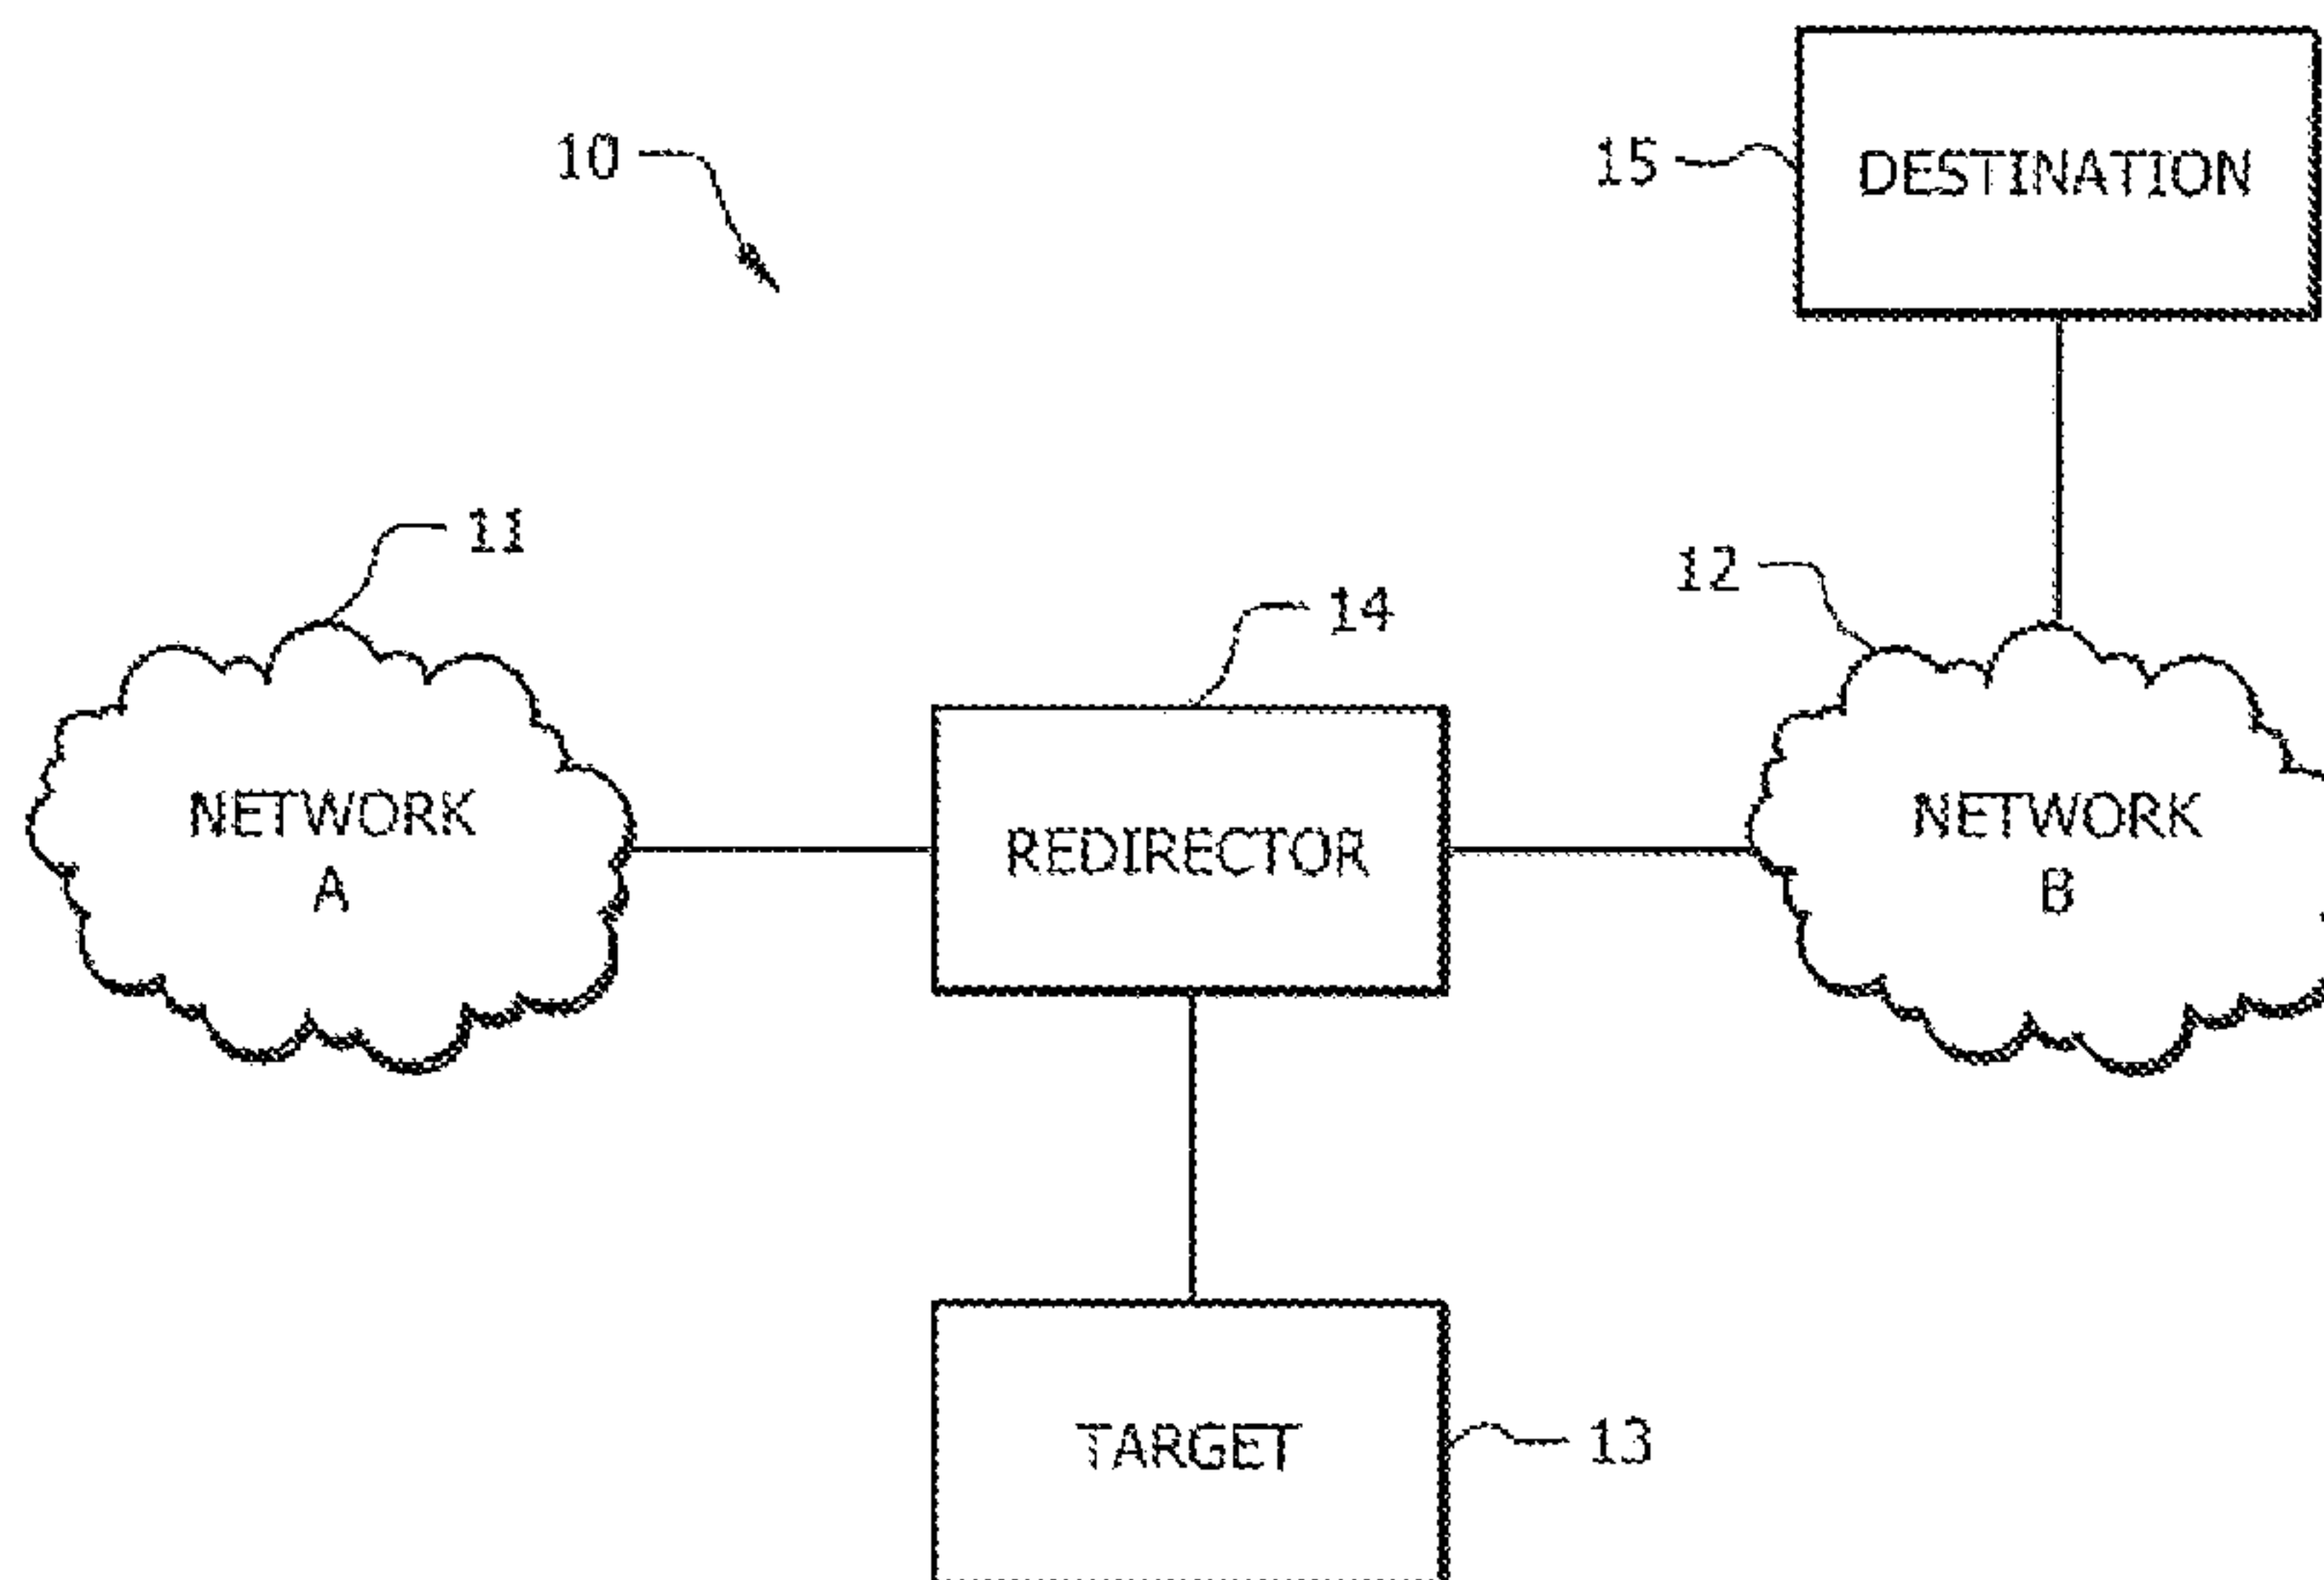 10
15
DESTINATION
11
12
14
NETWORK
A
REDIRECTOR
NETWORK
B
TARGET
13